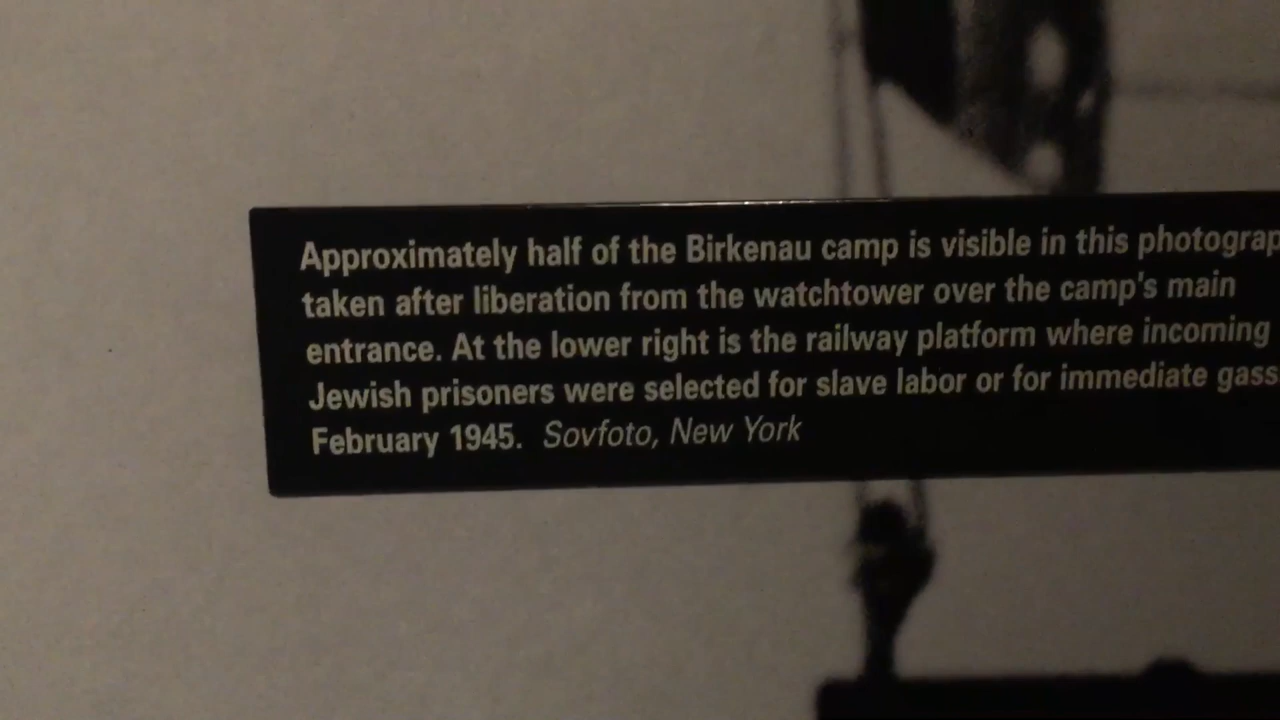 Approximately half of the Birkenau camp is visible in this photograp
taken after liberation from the watchtower over the camp's main
entrance. At the lower right is the railway platform where incoming
Jewish prisoners were selected for slave labor or for immediate gass
February 1945. Sovfoto, New York